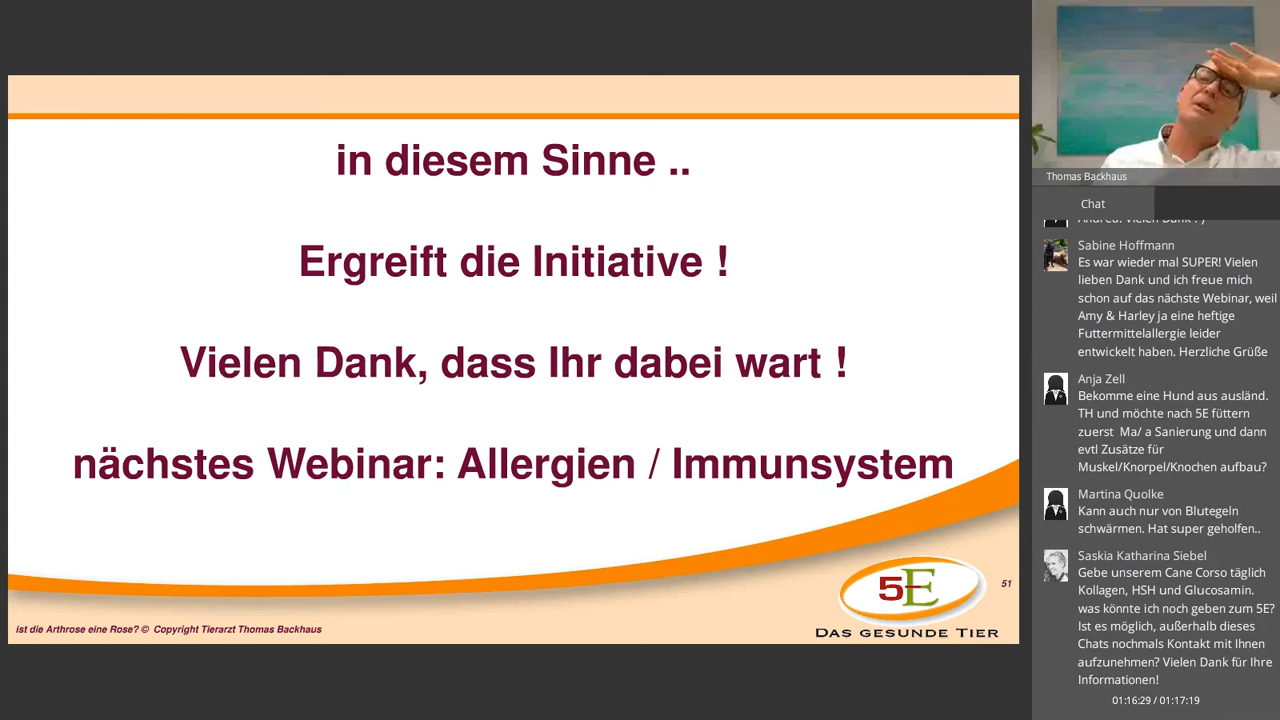 in diesem Sinne ..
Ergreift die Initiative !
Vielen Dank, dass Ihr dabei wart !
nächstes Webinar: Allergien / Immunsystem
5E
DAS GESUNDE TIER
51
ist die Arthrose eine Rose? © Copyright Tierarzt Thomas Backhaus
Thomas Backhaus
Chat
Andrea: Vielen Dank : )
Sabine Hoffmann
Es war wieder mal SUPER! Vielen
lieben Dank und ich freue mich
schon auf das nächste Webinar, weil
Amy & Harley ja eine heftige
Futtermittelallergie leider
entwickelt haben. Herzliche Grüße
Anja Zell
Bekomme eine Hund aus ausländ.
TH und möchte nach 5E füttern
zuerst Ma/ a Sanierung und dann
evtl Zusätze für
Muskel/Knorpel/Knochen aufbau?
Martina Quolke
Kann auch nur von Blutegeln
schwärmen. Hat super geholfen..
Saskia Katharina Siebel
Gebe unserem Cane Corso täglich
Kollagen, HSH und Glucosamin.
was könnte ich noch geben zum 5E?
Ist es möglich, außerhalb dieses
Chats nochmals Kontakt mit Ihnen
aufzunehmen? Vielen Dank für Ihre
Informationen!
01:16:29 / 01:17:19